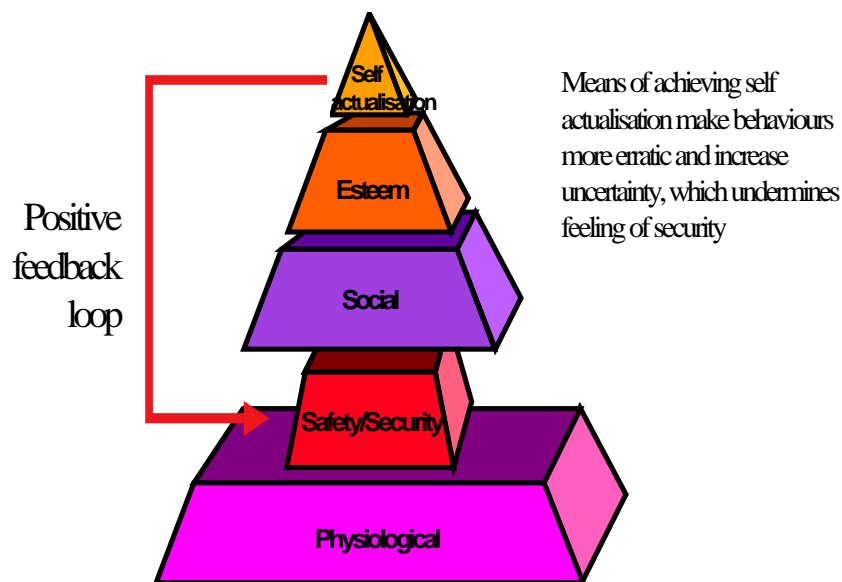 Self
actualisation
Means of achieving self
actualisation make behaviours
more erratic and increase
uncertainty, which undermines
feeling of security
Esteem
Positive
feedback
loop
Social
Safety/Security
Physiological